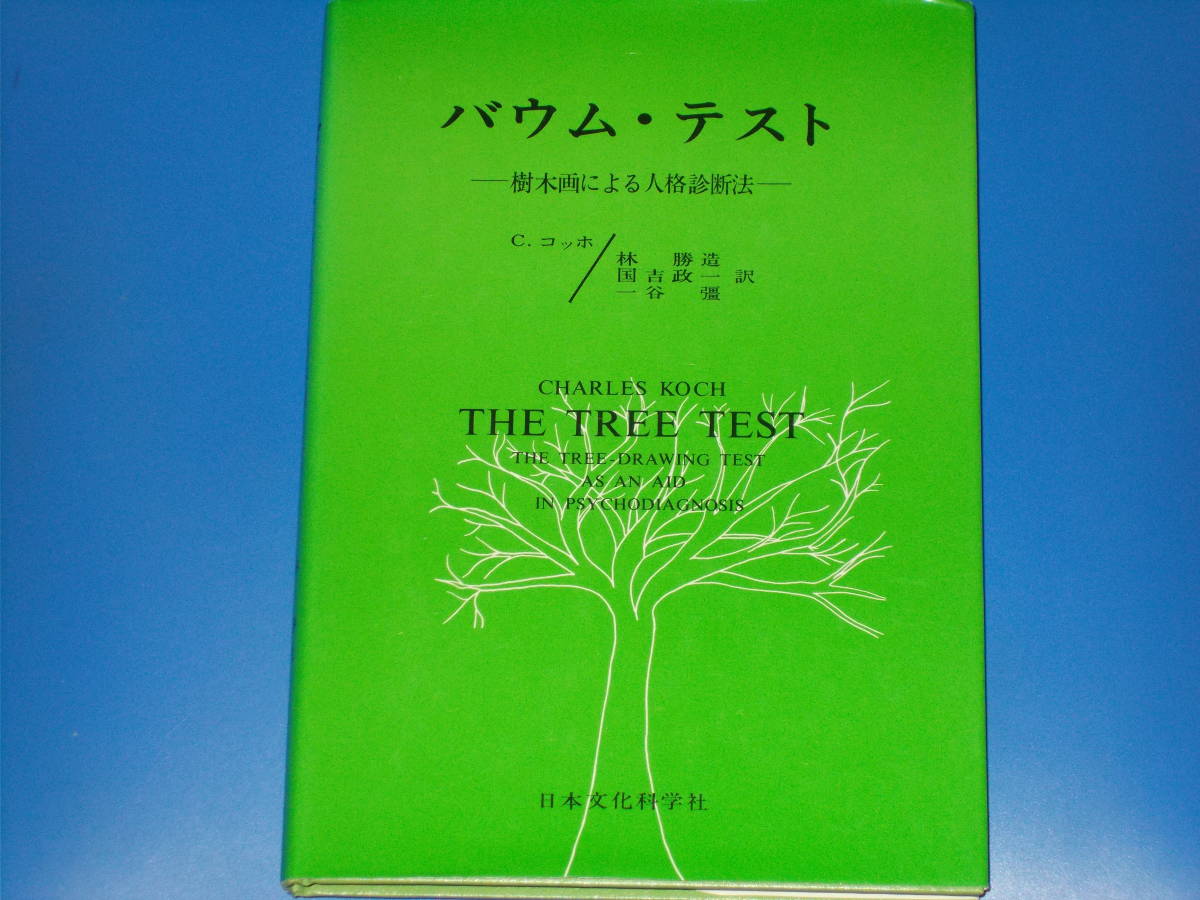 バウム・テスト
―樹木画による人格診断法―
C. コッホ
林 勝造
国吉政一 訳
一谷 彊
CHARLES KOCH
THE TREE TEST
THE TREE-DRAWING TEST
AS AN AID
IN PSYCHODIAGNOSIS
日本文化科学社